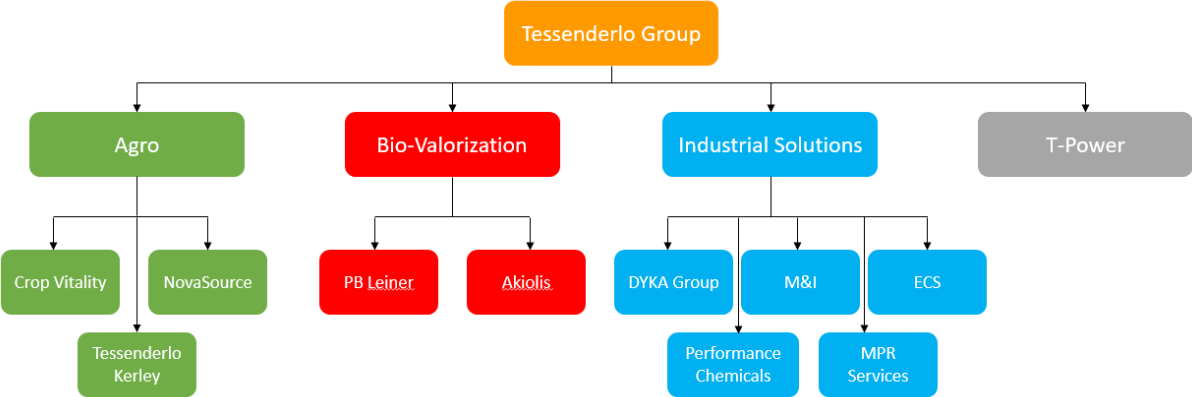 Tessenderlo Group
Agro
Bio-Valorization
Industrial Solutions
T-Power
Crop Vitality
NovaSource
PB Leiner
Akiolis
DYKA Group
M&I
ECS
Tessenderlo
Kerley
Performance
Chemicals
MPR
Services